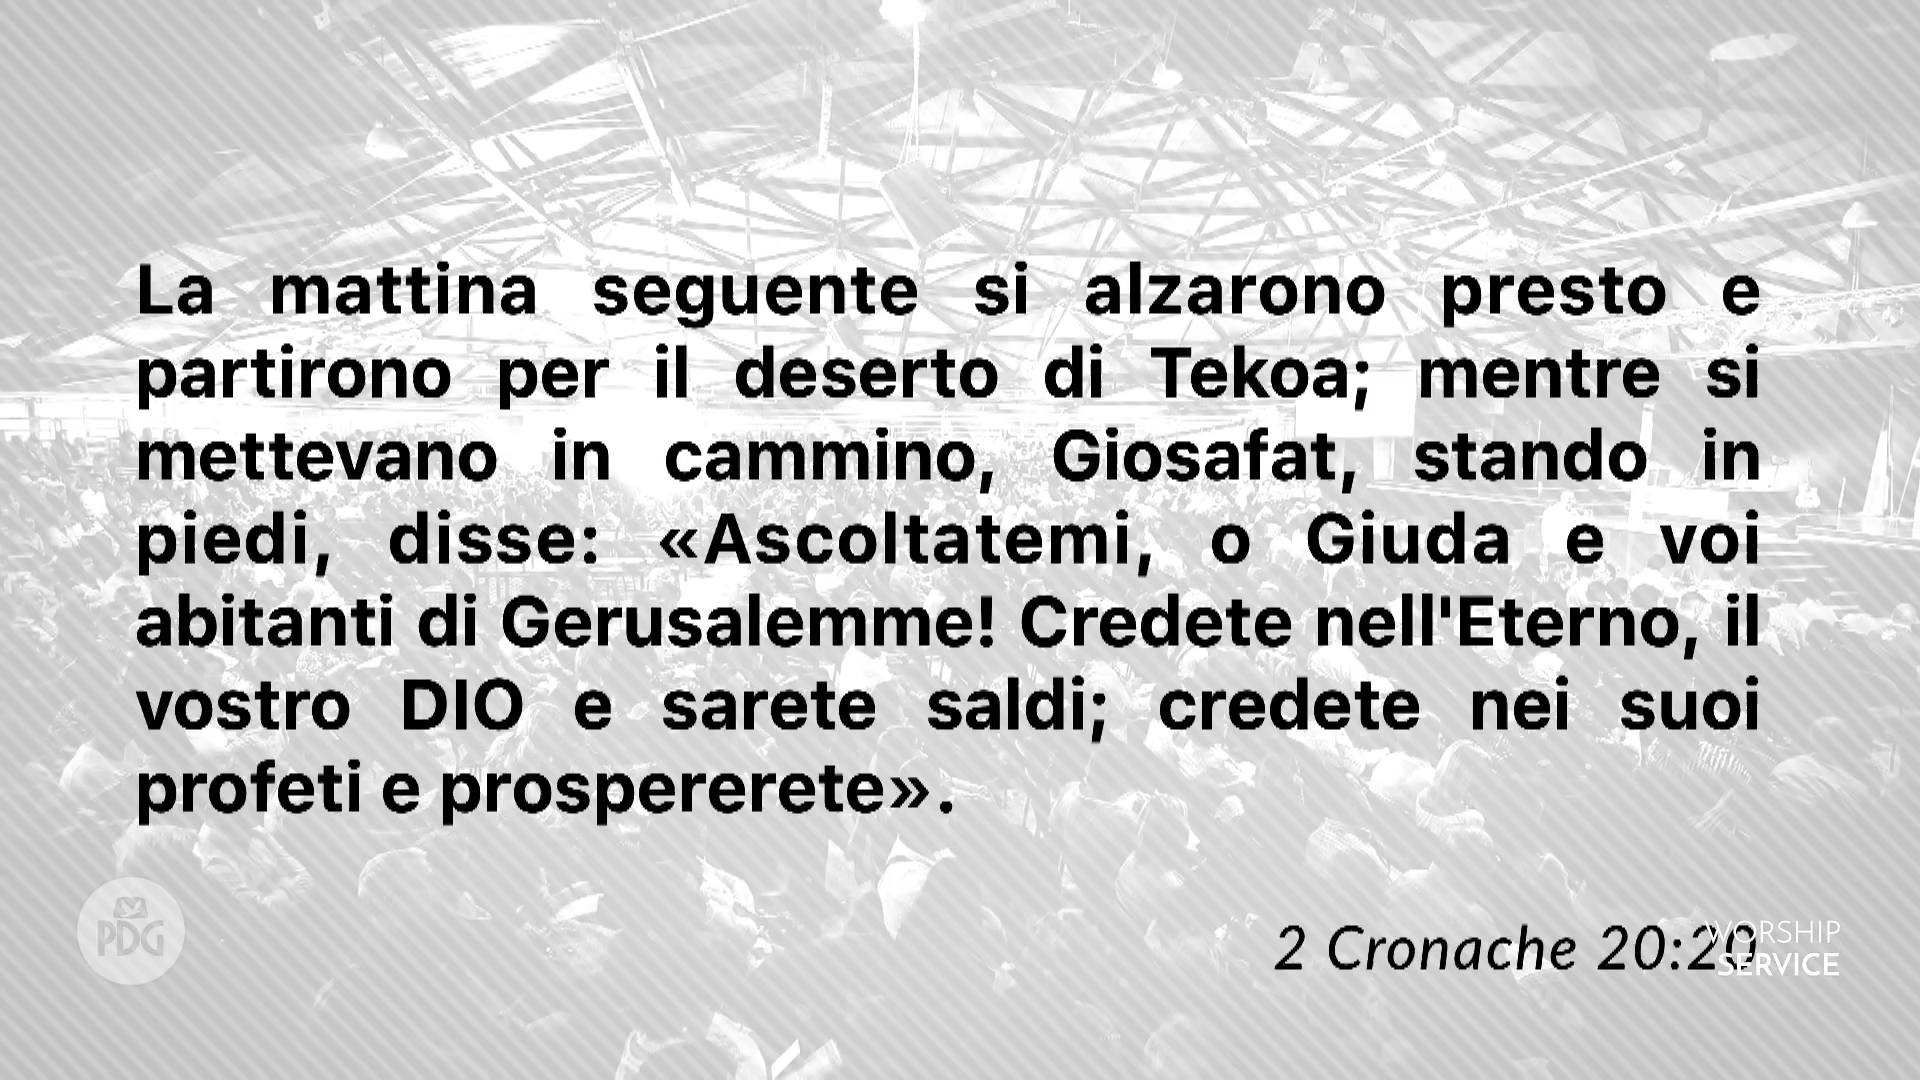 La mattina seguente si alzarono presto e
partirono per il deserto di Tekoa; mentre si
mettevano in cammino, Giosafat, stando in
piedi, disse: «Ascoltatemi, o Giuda e voi
abitanti di Gerusalemme! Credete nell'Eterno, il
vostro DIO e sarete saldi; credete nei suoi
profeti e prospererete».
PDG
2 Cronache 20:20
WORSHIP
SERVICE